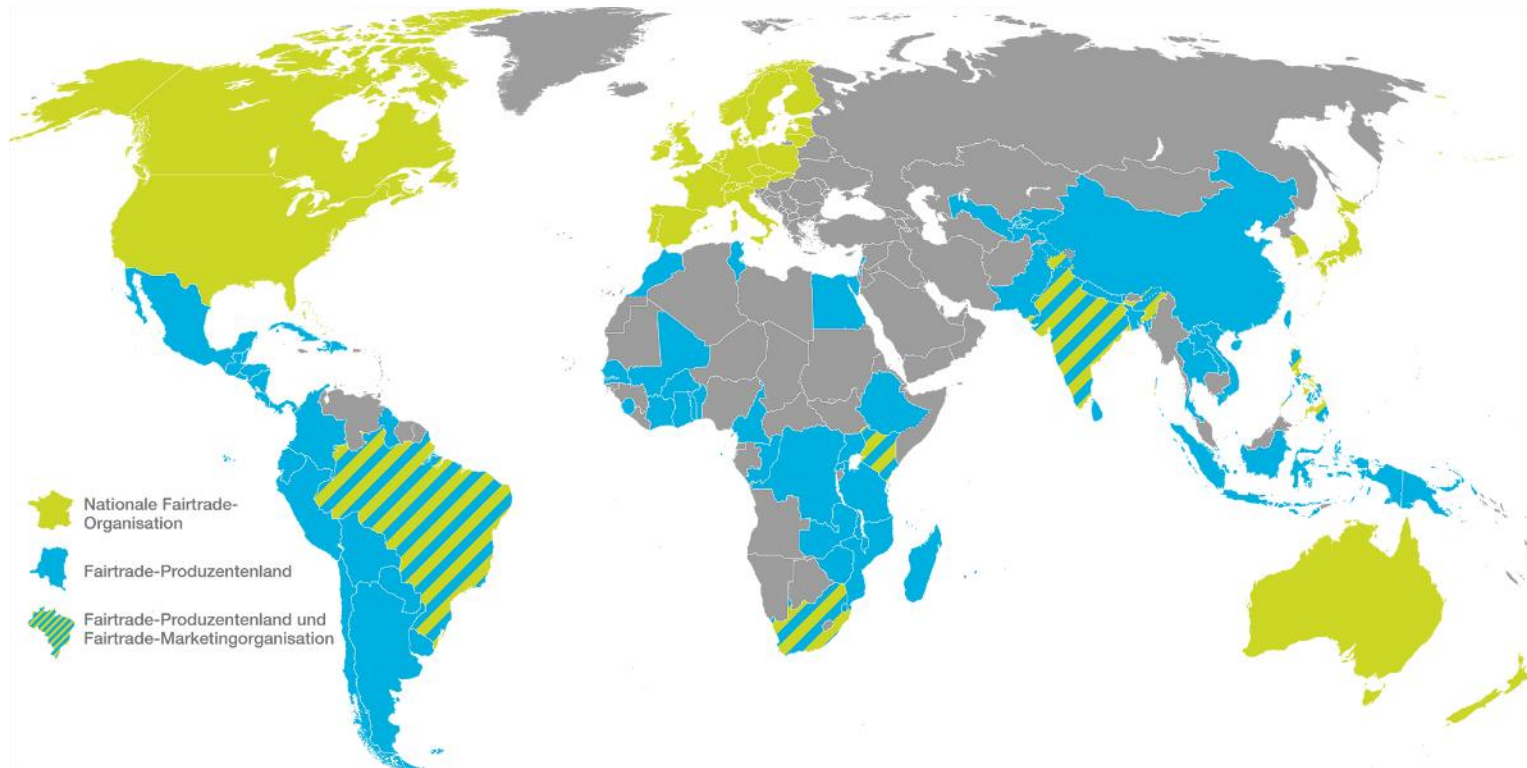 Nationale Fairtrade-
Organisation
Fairtrade-Produzentenland
Fairtrade-Produzentenland und
Fairtrade-Marketingorganisation